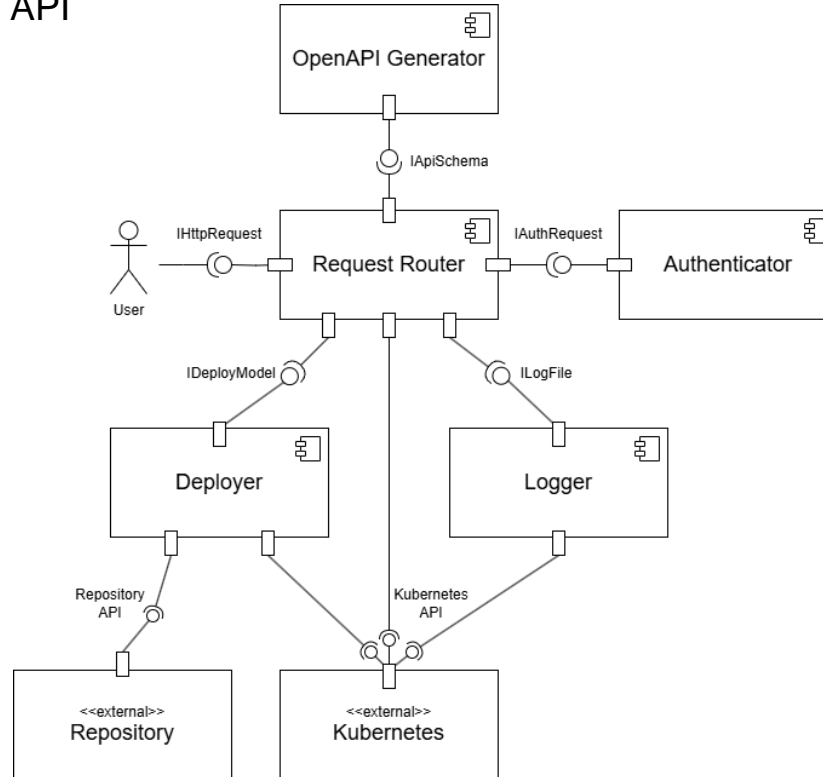 API
OpenAPI Generator
IApiSchema
IHttpRequest
IAuthRequest
Request Router
Authenticator
User
IDeployModel
ILogFile
Deployer
Logger
Repository
API
Kubernetes
API
<<external>>
Repository
<<external>>
Kubernetes